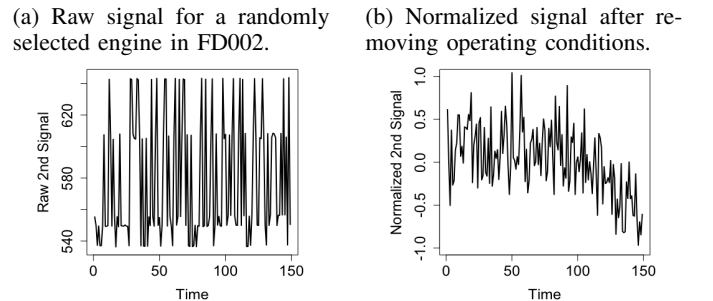 (a) Raw signal for a randomly
selected engine in FD002.
(b) Normalized signal after re-
moving operating conditions.
Raw 2nd Signal
620
580
540
0
50
100
150
Time
Normalized 2nd Signal
1.0
0.5
0.0
-1.0
0
50
100
150
Time